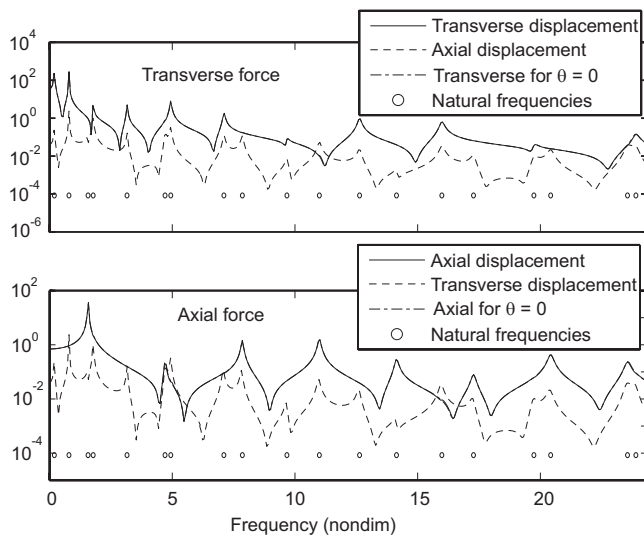 Transverse displacement
Axial displacement
Transverse for θ = 0
Natural frequencies
Transverse force
10^4
10^2
10^0
10^-2
10^-4
10^-6
Axial displacement
Transverse displacement
Axial for θ = 0
Natural frequencies
Axial force
10^2
10^0
10^-2
10^-4
0 5 10 15 20
Frequency (nondim)